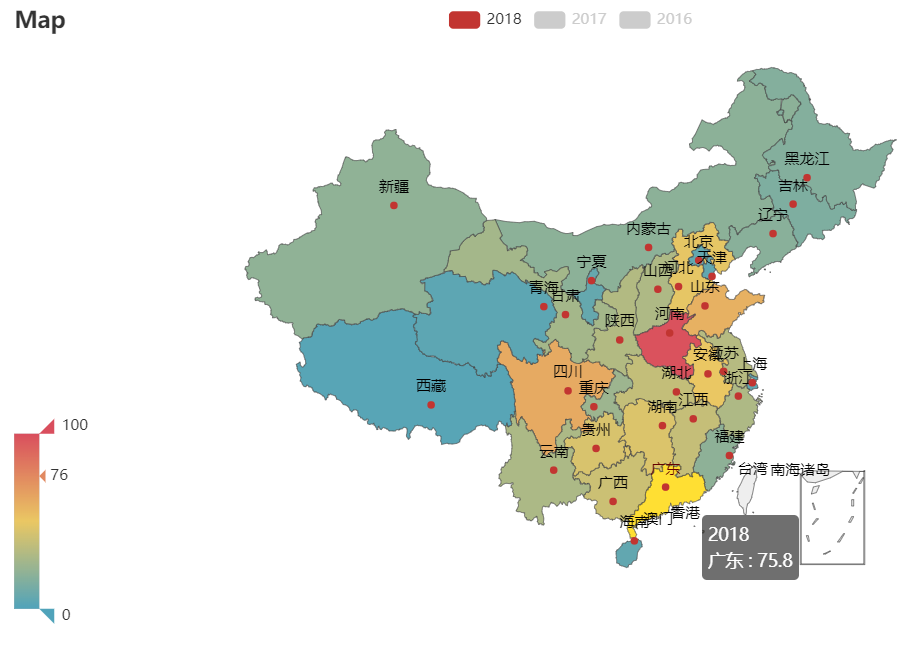 Map
2018
2017
2016
黑龙江
新疆
吉林
辽宁
内蒙古
北京
天津
宁夏
山西
河北
青海
甘肃
山东
陕西
河南
安徽
江苏
上海
四川
湖北
浙江
西藏
重庆
湖南
江西
贵州
福建
云南
广东
台湾
南海诸岛
广西
海南
澳门
香港
2018
广东 : 75.8
100
76
0